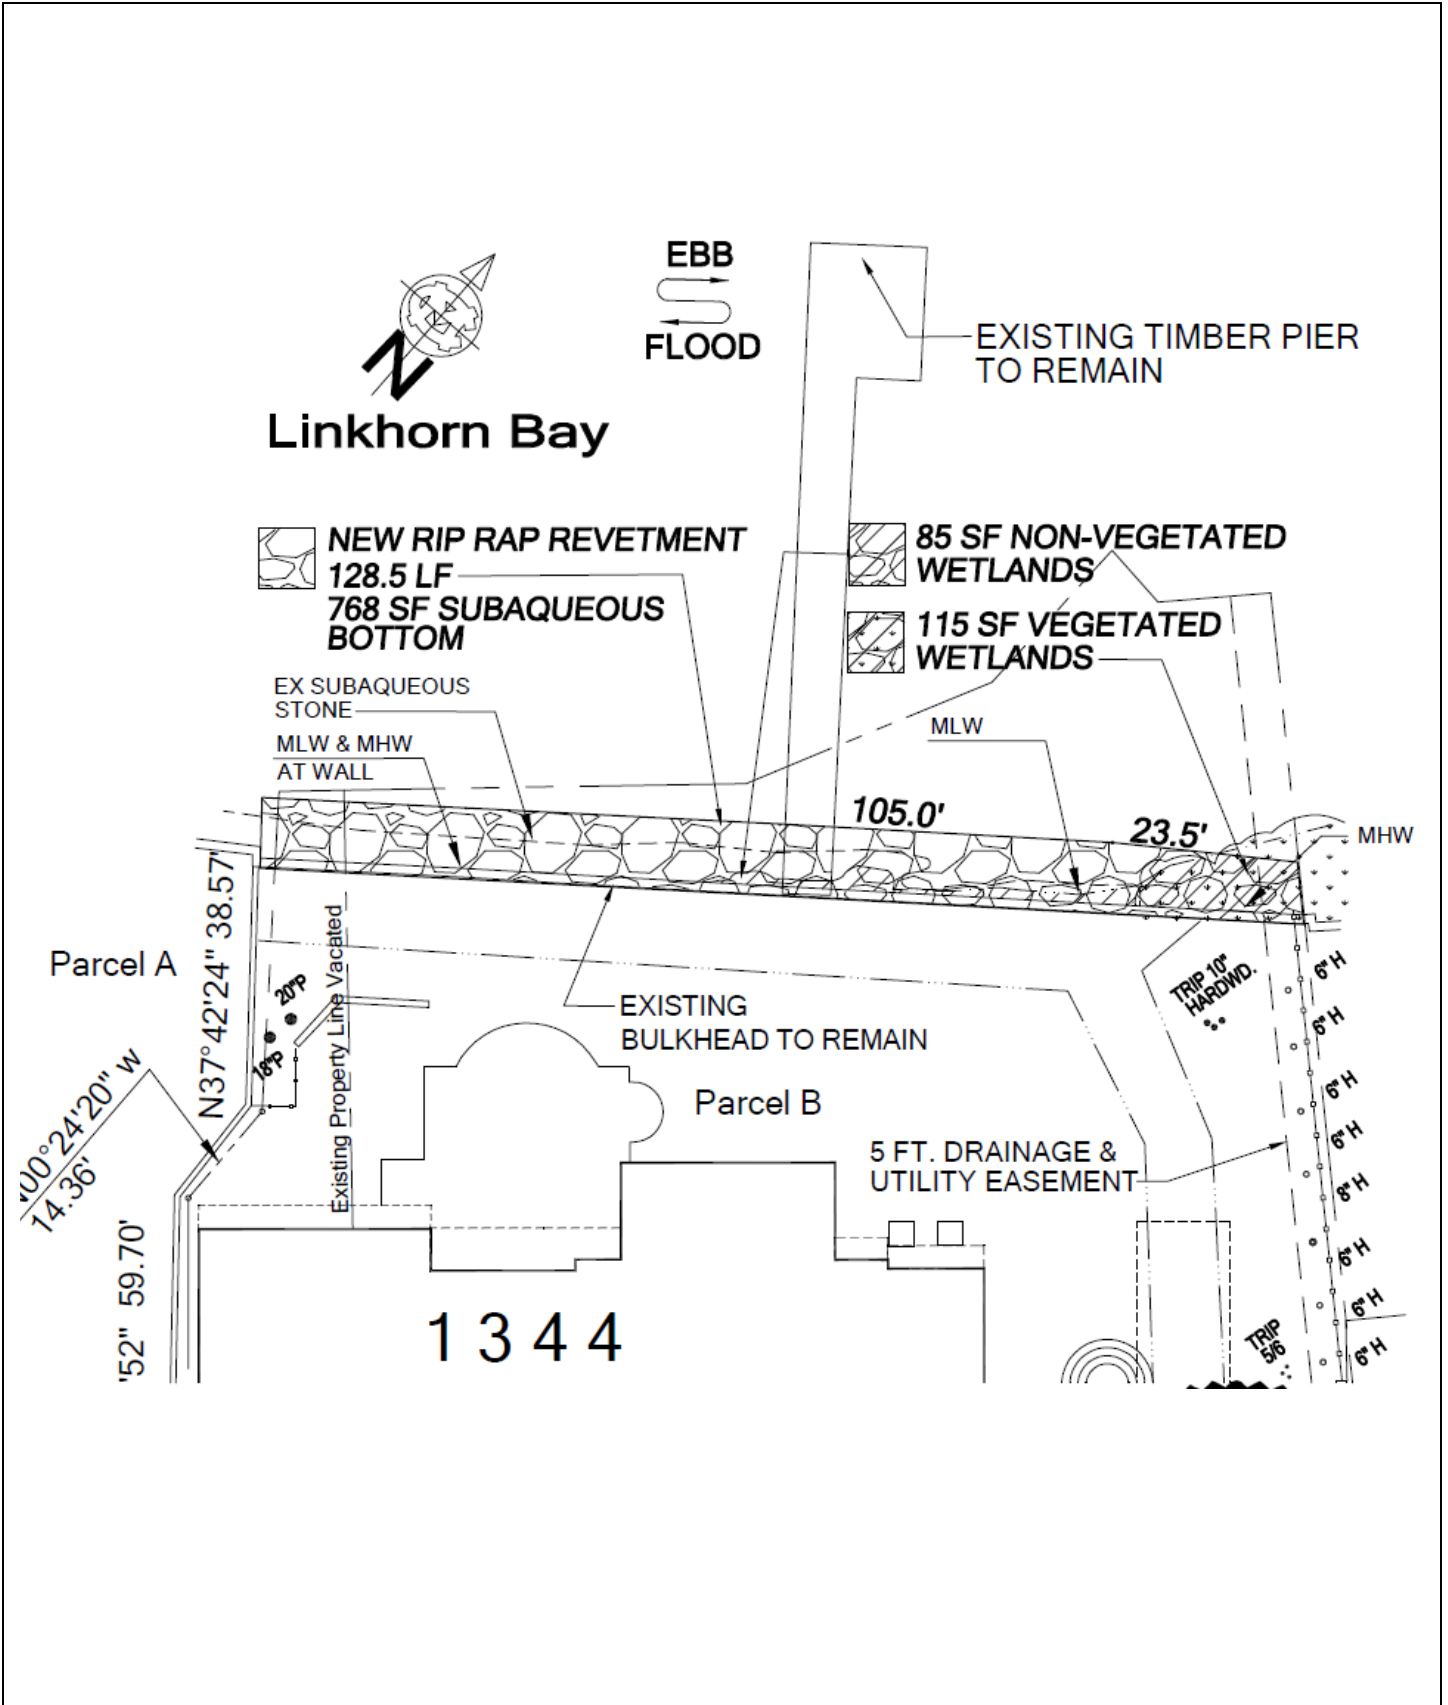 EBB
FLOOD
N
Linkhorn Bay
EXISTING TIMBER PIER
TO REMAIN
NEW RIP RAP REVETMENT
128.5 LF
768 SF SUBAQUEOUS
BOTTOM
85 SF NON-VEGETATED
WETLANDS
115 SF VEGETATED
WETLANDS
EX SUBAQUEOUS
STONE
MLW & MHW
AT WALL
MLW
105.0'
23.5'
MHW
N37°42'24" 38.57'
Parcel A
Existing Property Line Vacated
20"P
18"P
EXISTING
BULKHEAD TO REMAIN
TRIP 10"
HARDWD.
6" H
6" H
6" H
6" H
8" H
6" H
6" H
6" H
Parcel B
5 FT. DRAINAGE &
UTILITY EASEMENT
00°24'20" W
14.36'
'52" 59.70'
1344
TRIP
5/6